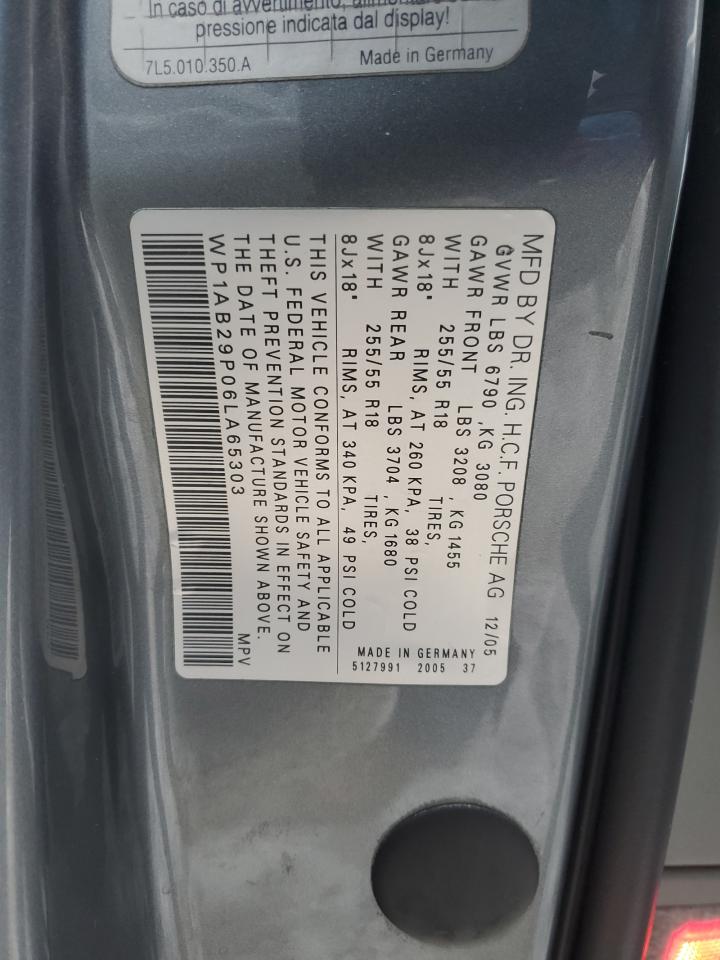 In caso di avvertimento,
pressione indicata dal display!
7L5.010.350.A
Made in Germany
MFD BY DR. ING. H.C.F. PORSCHE AG 12/05
GVWR LBS 6790 ,KG 3080
GAWR FRONT LBS 3208 , KG 1455
WITH 255/55 R18 TIRES,
8Jx18" RIMS, AT 260 KPA, 38 PSI COLD
GAWR REAR LBS 3704 , KG 1680
WITH 255/55 R18 TIRES,
8Jx18" RIMS, AT 340 KPA, 49 PSI COLD
MADE IN GERMANY
5127991 2005 37
THIS VEHICLE CONFORMS TO ALL APPLICABLE
U.S. FEDERAL MOTOR VEHICLE SAFETY AND
THEFT PREVENTION STANDARDS IN EFFECT ON
THE DATE OF MANUFACTURE SHOWN ABOVE.
WP1AB29P06LA65303 MPV